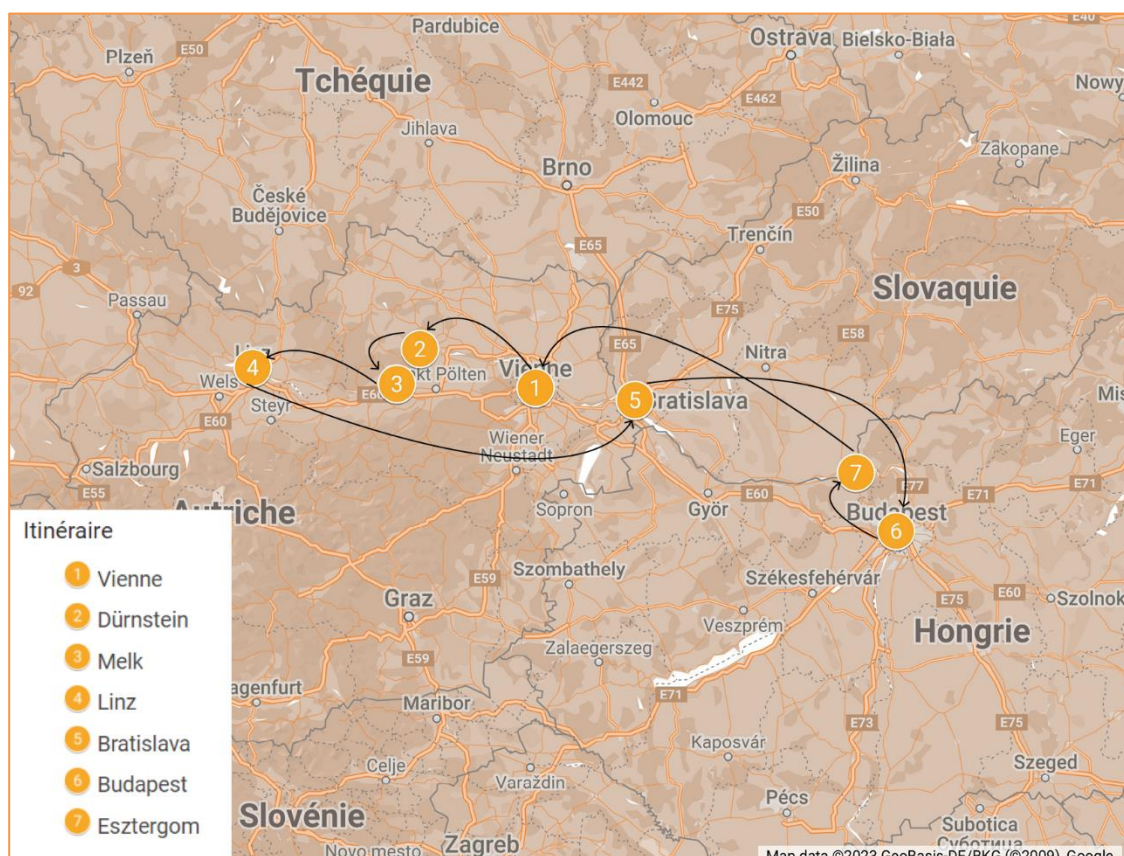 Pardubice
E50
Plzeň
Tchéquie
Ostrava
Bielsko-Biała
E40
E442
E462
Nowy
Olomouc
Jihlava
Brno
Žilina
Zakopane
České
Budějovice
E50
E65
Trenčín
3
92
Passau
E75
Slovaquie
E58
E65
Nitra
Linz
2
Vienne
4
3
Sankt Pölten
1
5
Bratislava
Wels
E60
Steyr
E60
Wiener
Neustadt
Eger
Mis
Salzbourg
E55
7
E77
E71
E71
Sopron
Györ
E60
Autriche
Budapest
6
Itinéraire
1 Vienne
2 Dürnstein
3 Melk
4 Linz
5 Bratislava
6 Budapest
7 Esztergom
E59
Szombathely
Székesfehérvár
E75
E60
Szolnok
Graz
Veszprém
Hongrie
E59
Zalaegerszeg
E71
agenfurt
Maribor
E73
E75
Kaposvár
Celje
Varaždin
Szeged
Slovénie
Pécs
Subotica
Суботица
Novo mesto
Zagreb
Map data ©2023 GeoBasis-DE/BKG (©2009), Google